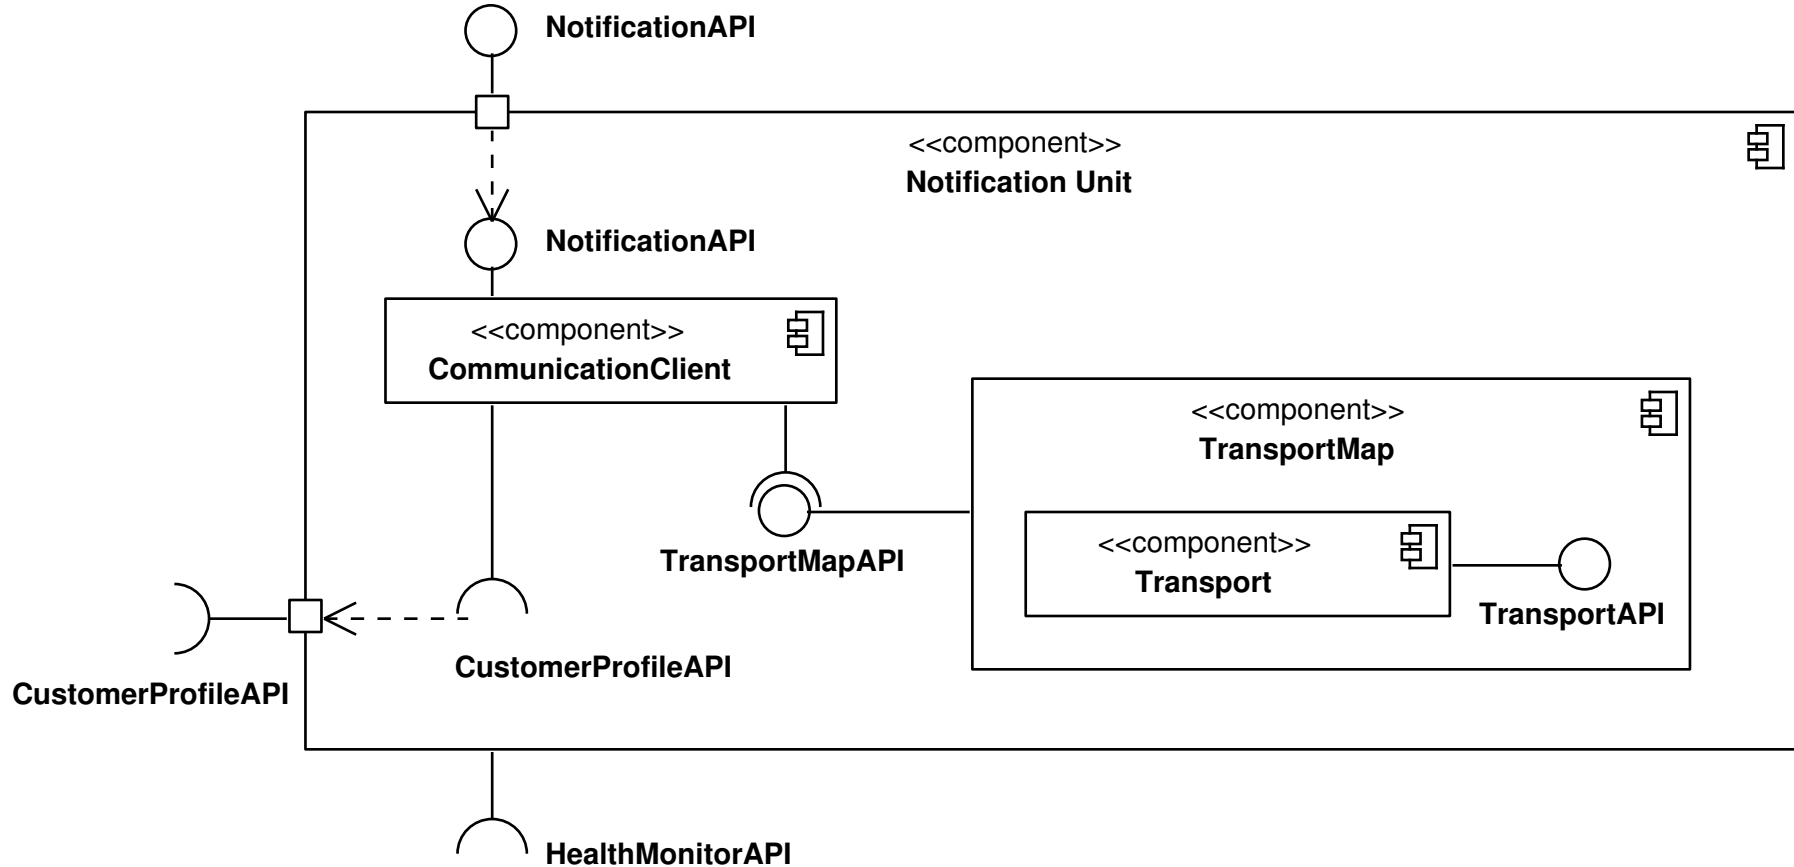 NotificationAPI
<<component>>
Notification Unit
NotificationAPI
<<component>>
CommunicationClient
<<component>>
TransportMap
TransportMapAPI
<<component>>
Transport
TransportAPI
CustomerProfileAPI
CustomerProfileAPI
HealthMonitorAPI